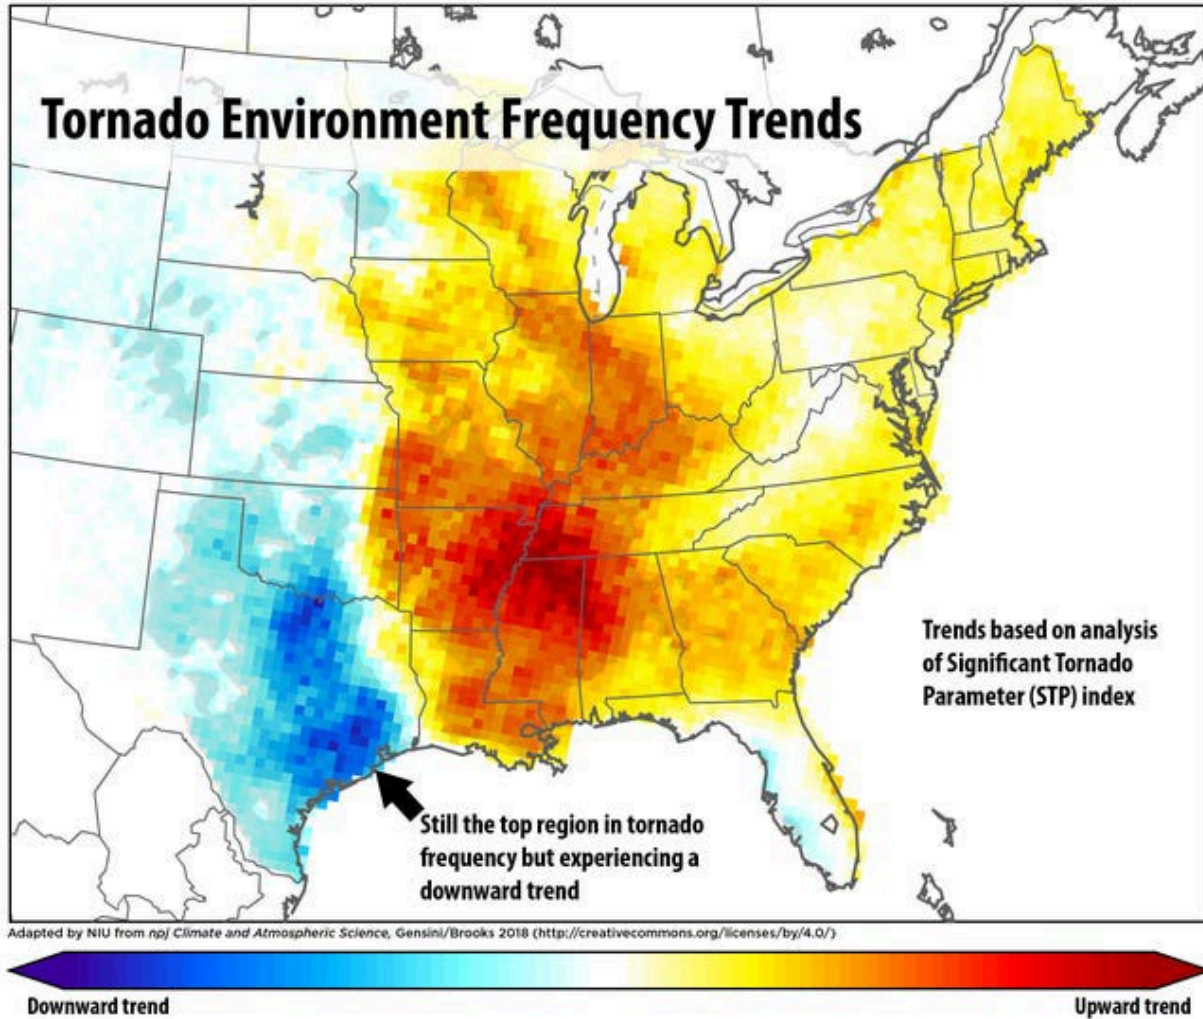 Tornado Environment Frequency Trends
Trends based on analysis
of Significant Tornado
Parameter (STP) index
Still the top region in tornado
frequency but experiencing a
downward trend
Adapted by NIU from npj Climate and Atmospheric Science, Gensini/Brooks 2018 (http://creativecommons.org/licenses/by/4.0/)
Downward trend
Upward trend